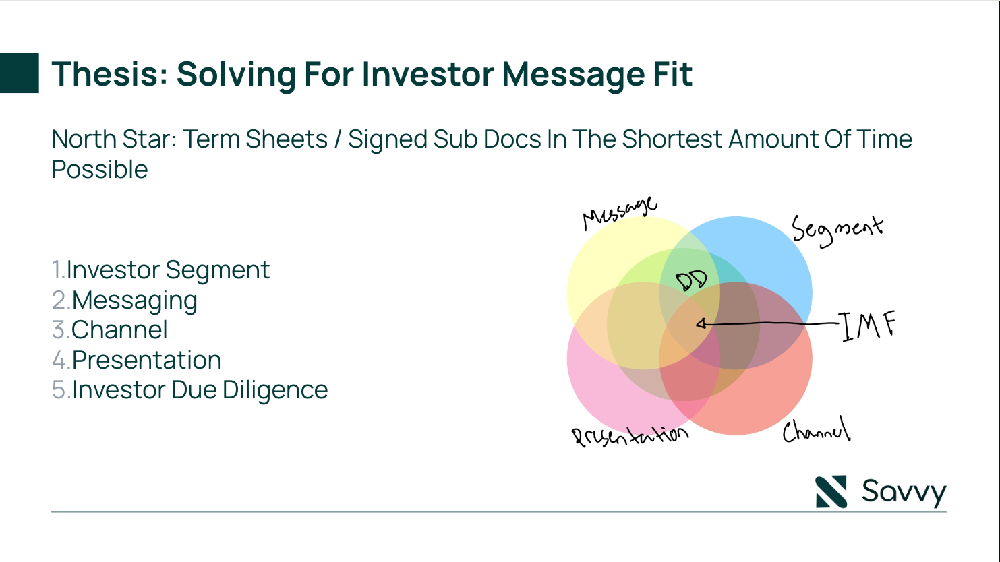 Thesis: Solving For Investor Message Fit
North Star: Term Sheets / Signed Sub Docs In The Shortest Amount Of Time
Possible
1.Investor Segment
2.Messaging
3.Channel
4.Presentation
5.Investor Due Diligence
Message
Segment
DD
IMF
Presentation
Channel
Savvy